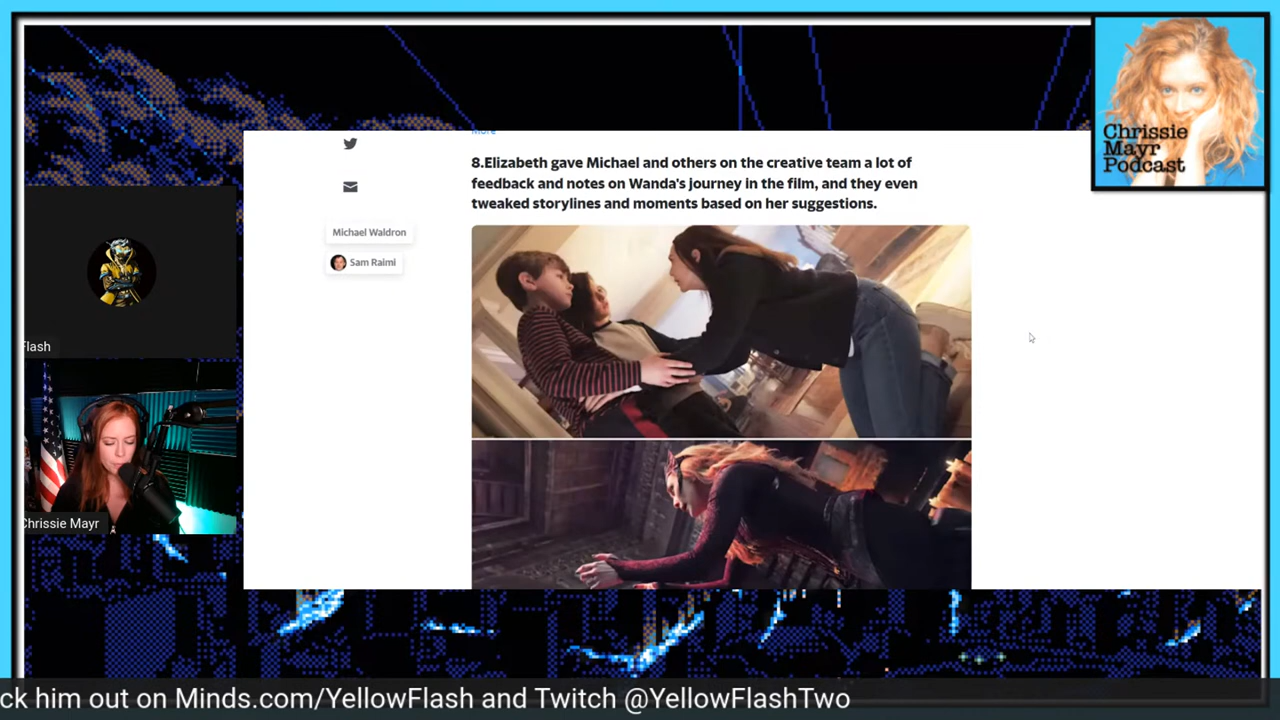 Chrissie
Mayr
Podcast
More
8.Elizabeth gave Michael and others on the creative team a lot of
feedback and notes on Wanda's journey in the film, and they even
tweaked storylines and moments based on her suggestions.
Michael Waldron
Sam Raimi
Flash
Chrissie Mayr
ck him out on Minds.com/YellowFlash and Twitch @YellowFlashTwo